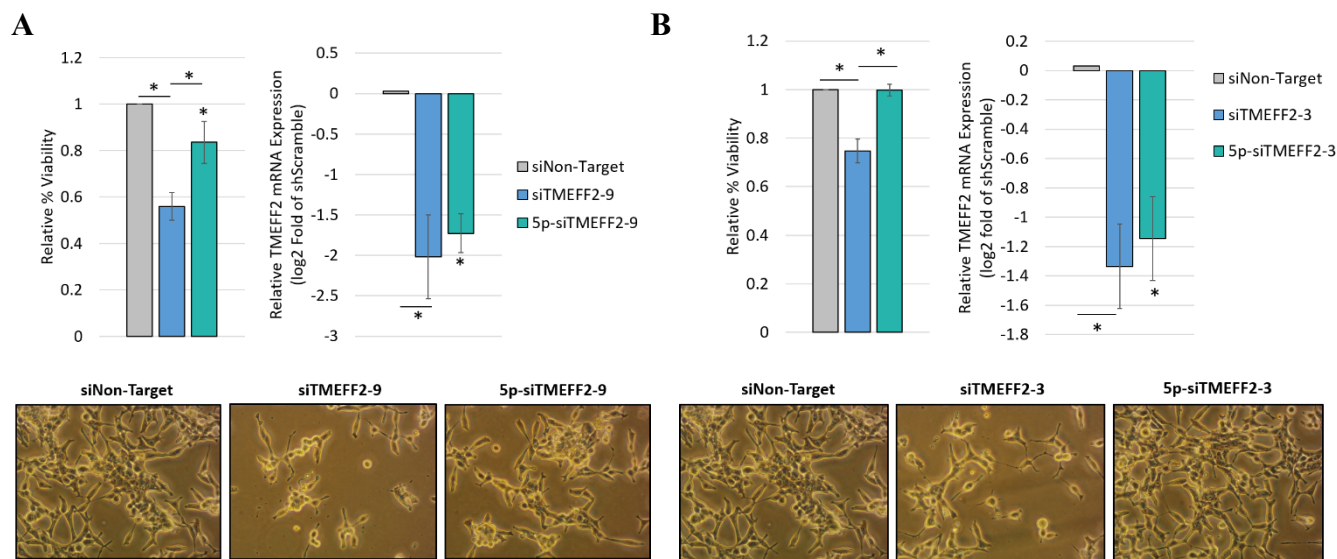 A
Relative % Viability
1.2
1
0.8
0.6
0.4
0.2
0
*
*
*
Relative TMEFF2 mRNA Expression
(log2 Fold of shScramble)
0.5
0
-0.5
-1
-1.5
-2
-2.5
-3
*
*
siNon-Target
siTMEFF2-9
5p-siTMEFF2-9
siNon-Target
siTMEFF2-9
5p-siTMEFF2-9
B
Relative % Viability
1.2
1
0.8
0.6
0.4
0.2
0
*
*
Relative TMEFF2 mRNA Expression
(log2 fold of shScramble)
0.2
0
-0.2
-0.4
-0.6
-0.8
-1
-1.2
-1.4
-1.6
-1.8
*
*
siNon-Target
siTMEFF2-3
5p-siTMEFF2-3
siNon-Target
siTMEFF2-3
5p-siTMEFF2-3